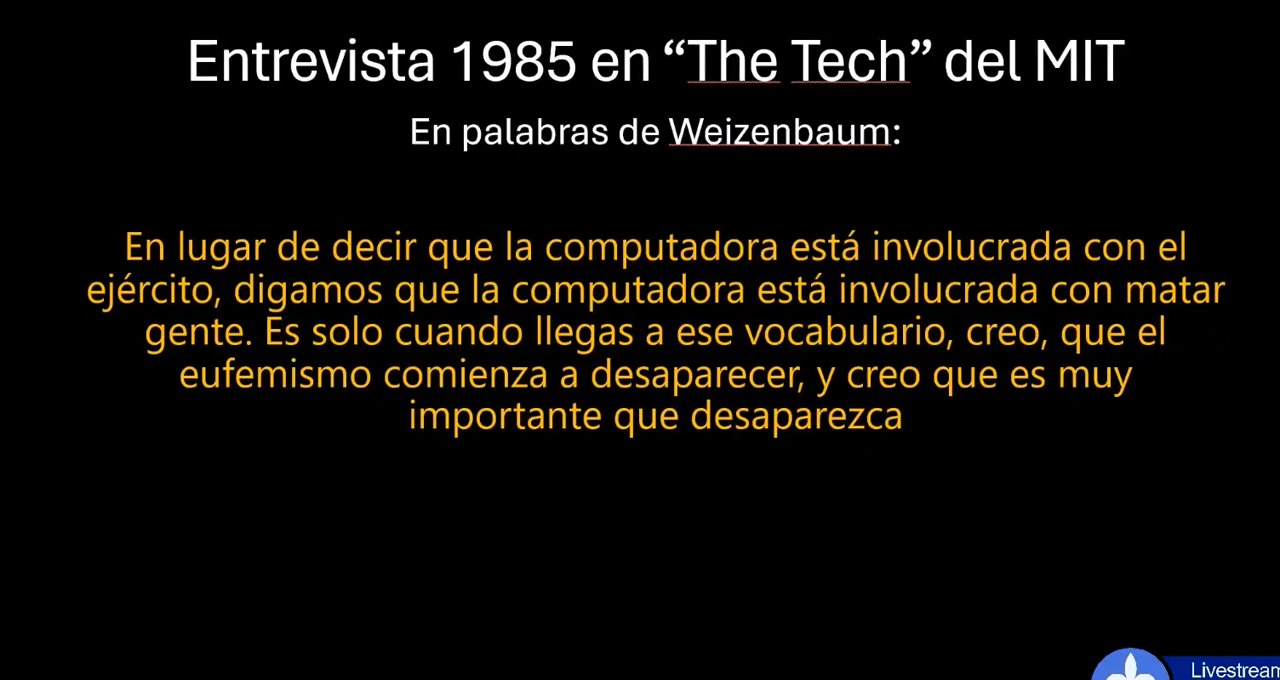 Entrevista 1985 en “The Tech” del MIT
En palabras de Weizenbaum:
En lugar de decir que la computadora está involucrada con el
ejército, digamos que la computadora está involucrada con matar
gente. Es solo cuando llegas a ese vocabulario, creo, que el
eufemismo comienza a desaparecer, y creo que es muy
importante que desaparezca
Livestream